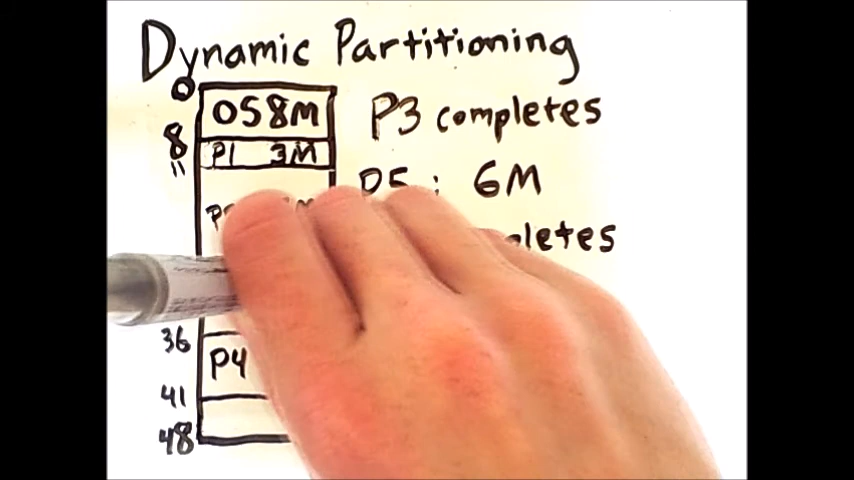 Dynamic Partitioning
0
OS 8M
P3 completes
8
P1 3M
11
P5 : 6M
36
P4
41
48